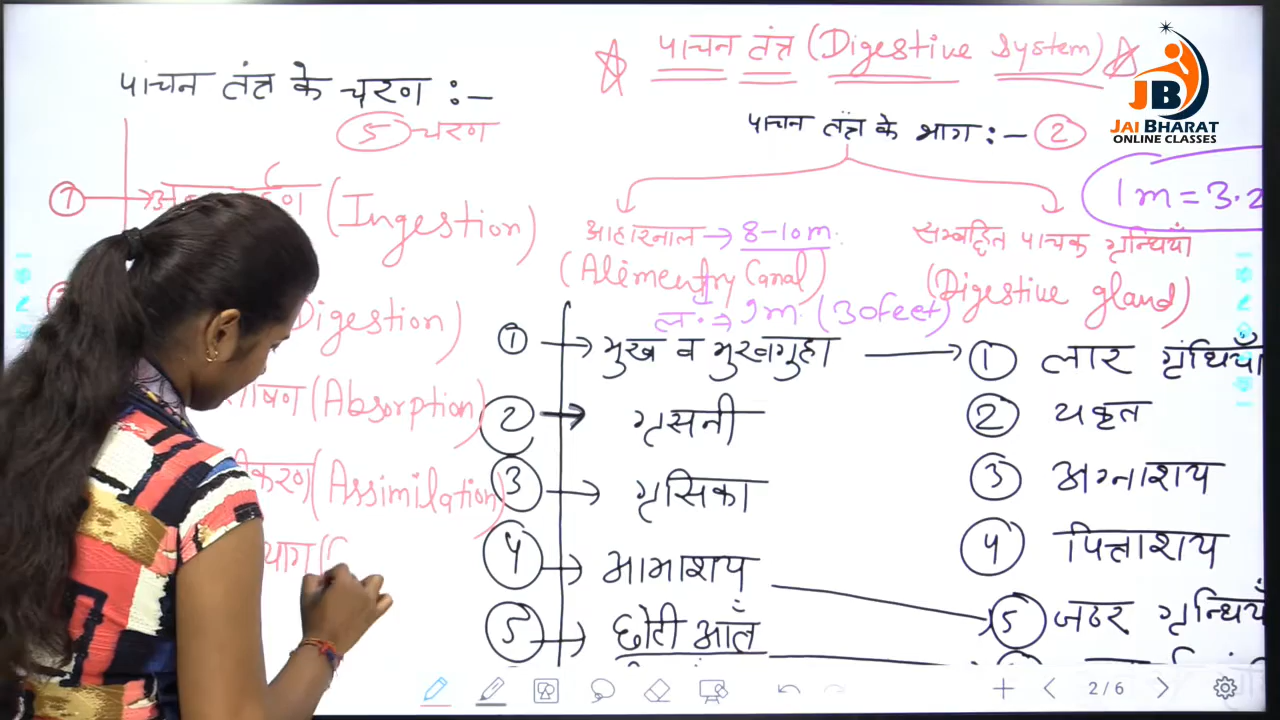 पाचन तंत्र (Digestive System)
पाचन तंत्र के चरण :-
5 चरण
1 (Ingestion)
Digestion)
(Absorption)
(Assimilation)
पाचन तंत्र के भाग :- 2
1m = 3.2
आहारनाल → 8-10m.
(Alimentry Canal)
ल. → 9m. (30feet)
सम्बन्हित पाचक ग्रन्थियाँ
(Digestive gland)
1 → मुख व मुखगुहा
2 → ग्रसनी
3 → ग्रसिका
4 → आमाशय
5 → छोटी आँत
1 लार ग्रंथियाँ
2 यकृत
3 अग्नाशय
4 पित्ताशय
5 जठर ग्रन्थियाँ
JB
JAI BHARAT
ONLINE CLASSES
2/6